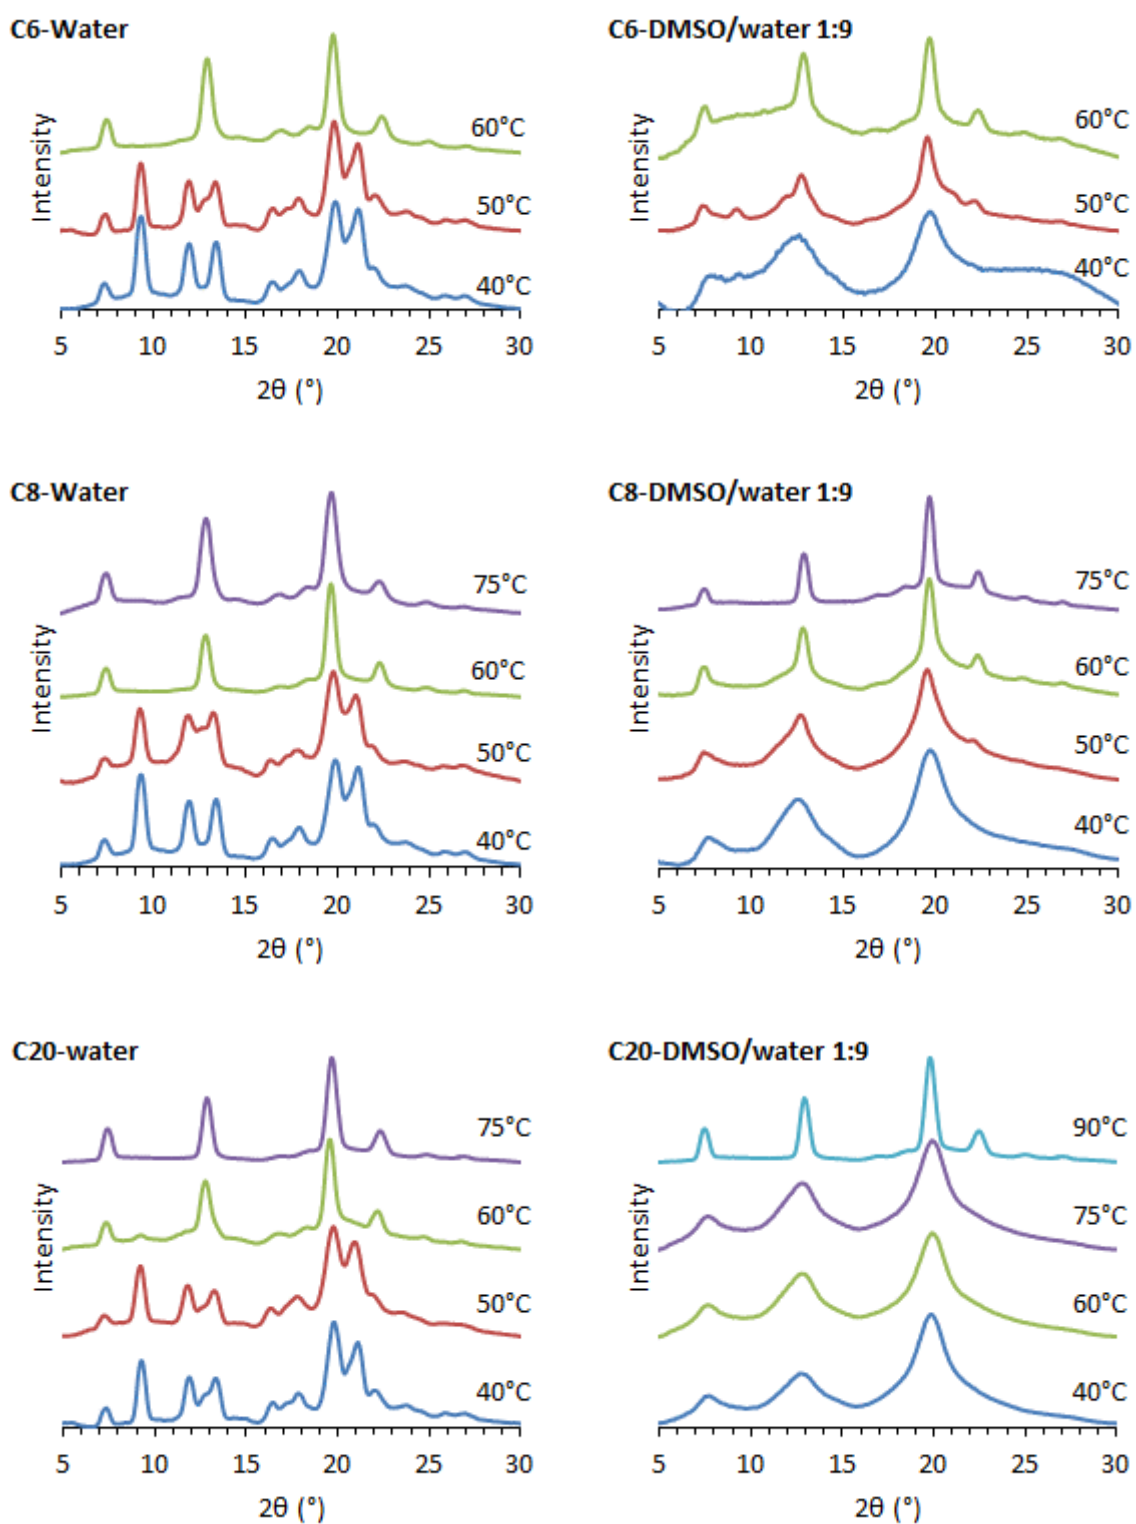 C6-Water
Intensity
60°C
50°C
40°C
5 10 15 20 25 30
2θ (°)
C6-DMSO/water 1:9
Intensity
60°C
50°C
40°C
5 10 15 20 25 30
2θ (°)
C8-Water
Intensity
75°C
60°C
50°C
40°C
5 10 15 20 25 30
2θ (°)
C8-DMSO/water 1:9
Intensity
75°C
60°C
50°C
40°C
5 10 15 20 25 30
2θ (°)
C20-water
Intensity
75°C
60°C
50°C
40°C
5 10 15 20 25 30
2θ (°)
C20-DMSO/water 1:9
Intensity
90°C
75°C
60°C
40°C
5 10 15 20 25 30
2θ (°)